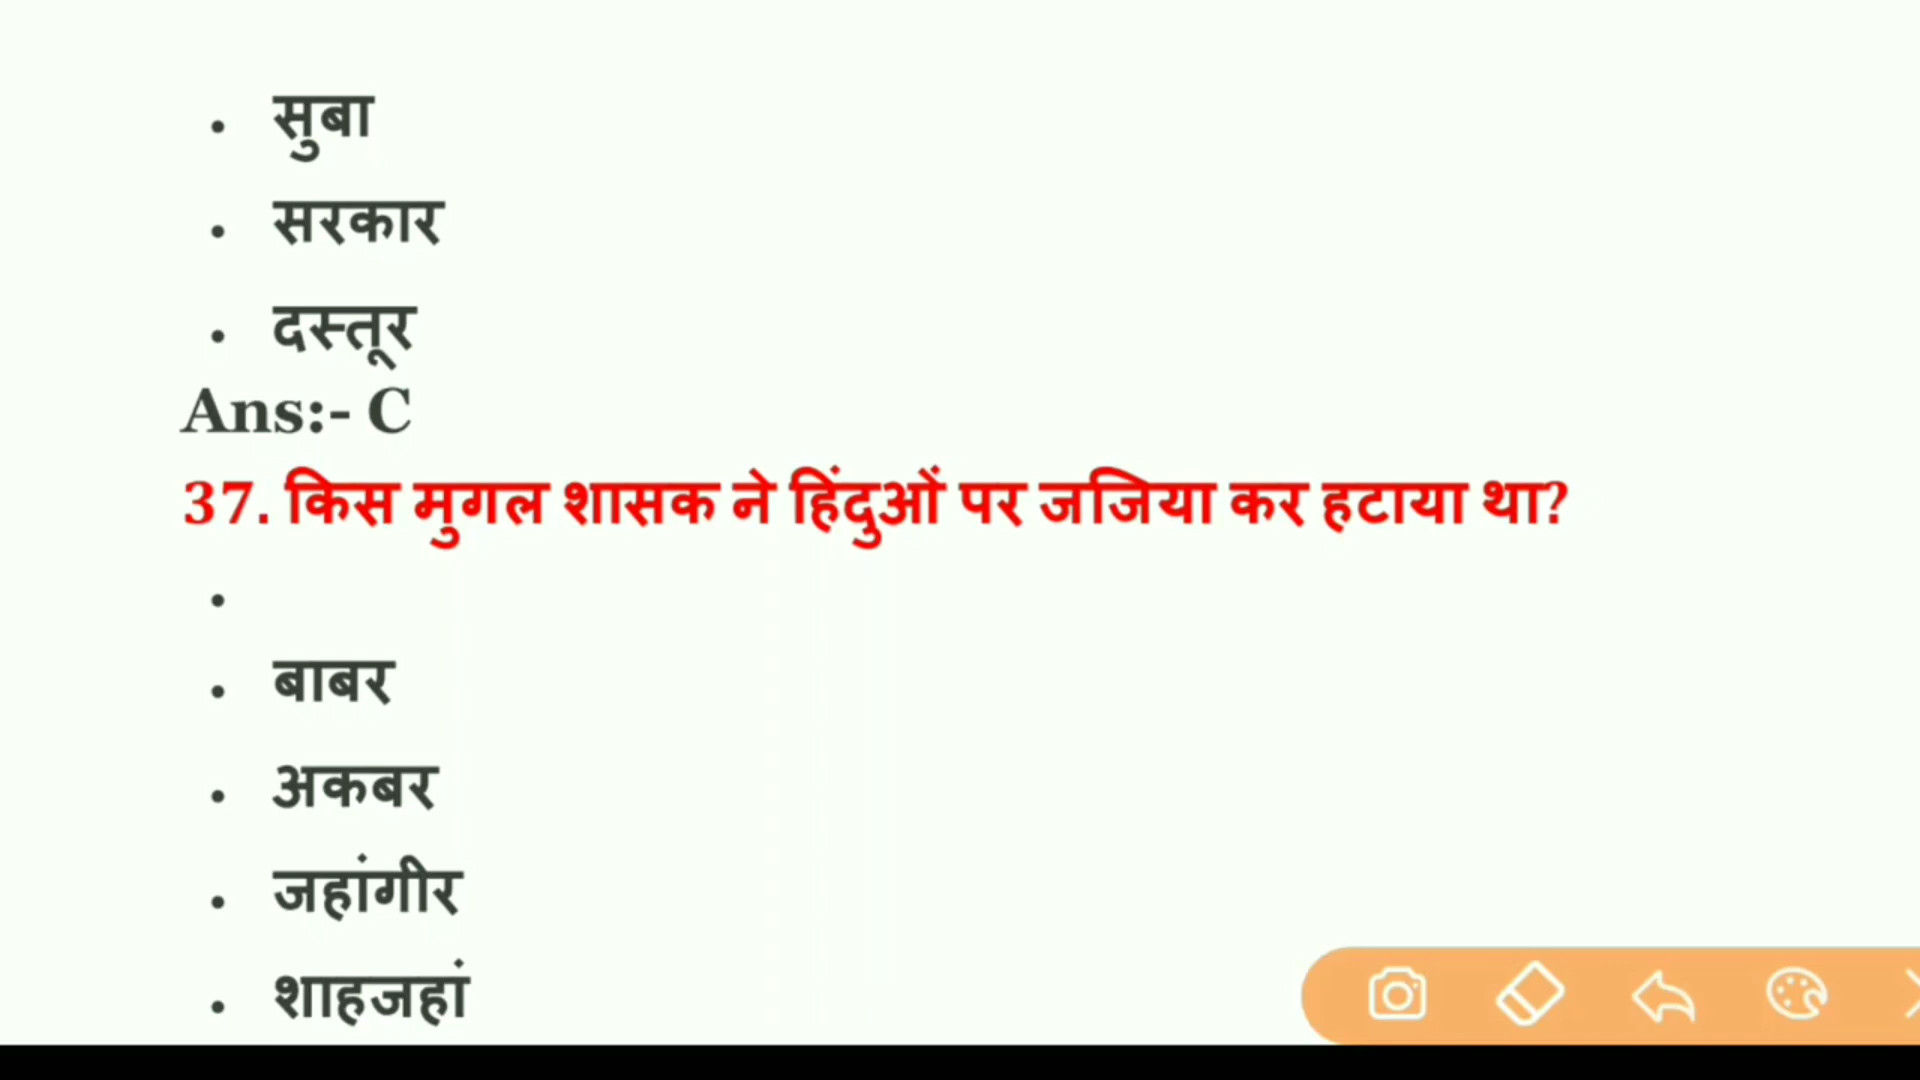 • सुबा
• सरकार
• दस्तूर
Ans:- C
37. किस मुगल शासक ने हिंदुओं पर जजिया कर हटाया था?
•
• बाबर
• अकबर
• जहांगीर
• शाहजहां